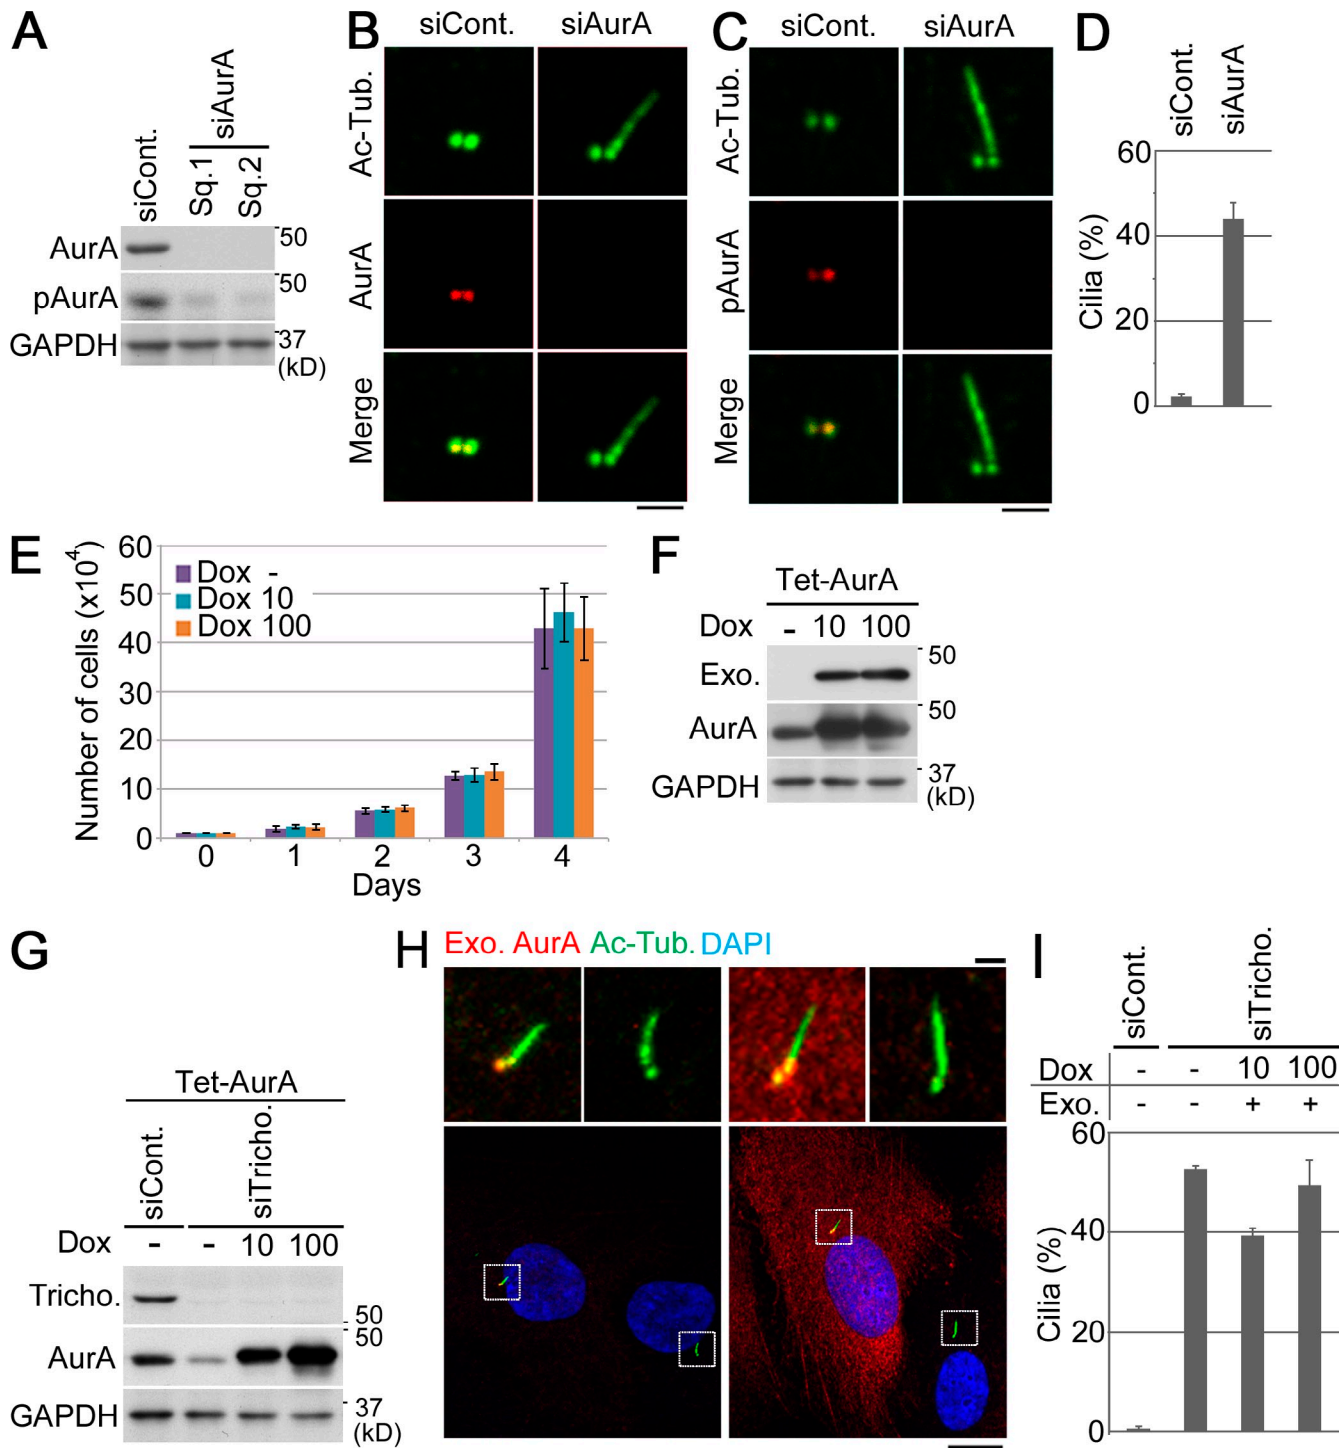 A
siCont.
siAurA
Sq.1
Sq.2
AurA
50
pAurA
50
GAPDH
37
(kD)
B
siCont.
siAurA
Ac-Tub.
AurA
Merge
C
siCont.
siAurA
Ac-Tub.
pAurA
Merge
D
siCont.
siAurA
Cilia (%)
60
40
20
0
E
Number of cells (x10⁴)
60
50
40
30
20
10
0
Dox -
Dox 10
Dox 100
0 1 2 3 4
Days
F
Tet-AurA
Dox - 10 100
Exo.
50
AurA
50
GAPDH
37
(kD)
G
Tet-AurA
siCont.
siTricho.
Dox - - 10 100
Tricho.
50
AurA
50
GAPDH
37
(kD)
H
Exo. AurA Ac-Tub. DAPI
I
siCont.
siTricho.
Dox - - 10 100
Exo. - - + +
Cilia (%)
60
40
20
0